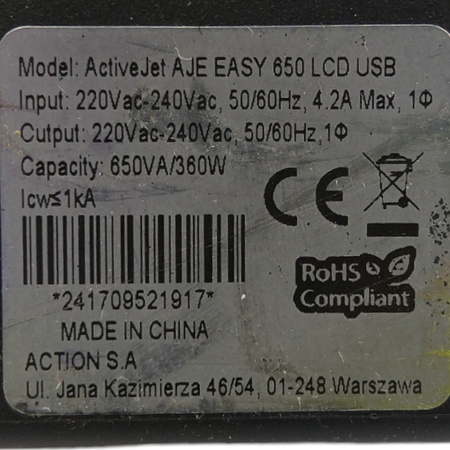 Model: ActiveJet AJE EASY 650 LCD USB
Input: 220Vac-240Vac, 50/60Hz, 4.2A Max, 1Φ
Output: 220Vac-240Vac, 50/60Hz,1Φ
Capacity: 650VA/360W
Icw≤1kA
CE
*241709521917*
RoHS
Compliant
MADE IN CHINA
ACTION S.A
Ul. Jana Kazimierza 46/54, 01-248 Warszawa